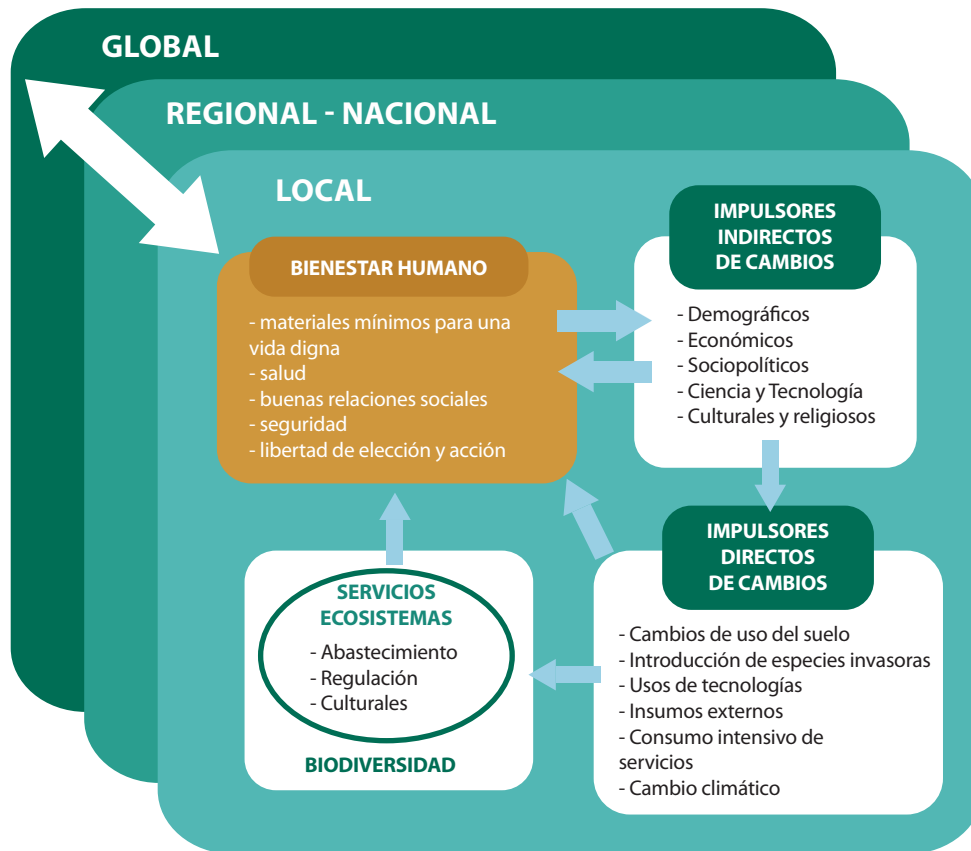 GLOBAL
REGIONAL - NACIONAL
LOCAL
BIENESTAR HUMANO
- materiales mínimos para una
vida digna
- salud
- buenas relaciones sociales
- seguridad
- libertad de elección y acción
IMPULSORES
INDIRECTOS
DE CAMBIOS
- Demográficos
- Económicos
- Sociopolíticos
- Ciencia y Tecnología
- Culturales y religiosos
IMPULSORES
DIRECTOS
DE CAMBIOS
- Cambios de uso del suelo
- Introducción de especies invasoras
- Usos de tecnologías
- Insumos externos
- Consumo intensivo de
servicios
- Cambio climático
SERVICIOS
ECOSISTEMAS
- Abastecimiento
- Regulación
- Culturales
BIODIVERSIDAD